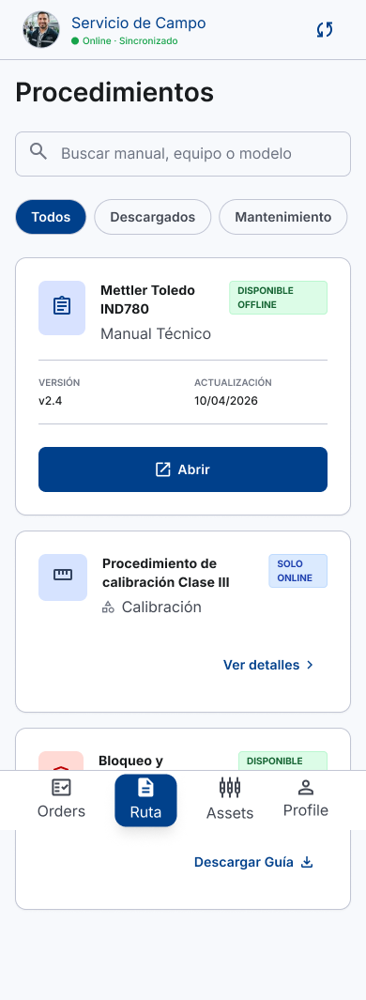 Servicio de Campo
Online · Sincronizado
Procedimientos
Buscar manual, equipo o modelo
Todos
Descargados
Mantenimiento
Mettler Toledo
IND780
DISPONIBLE
OFFLINE
Manual Técnico
VERSIÓN
ACTUALIZACIÓN
v2.4
10/04/2026
Abrir
Procedimiento de
calibración Clase III
SOLO
ONLINE
Calibración
Ver detalles
Bloqueo y
DISPONIBLE
Orders
Ruta
Assets
Profile
Descargar Guía